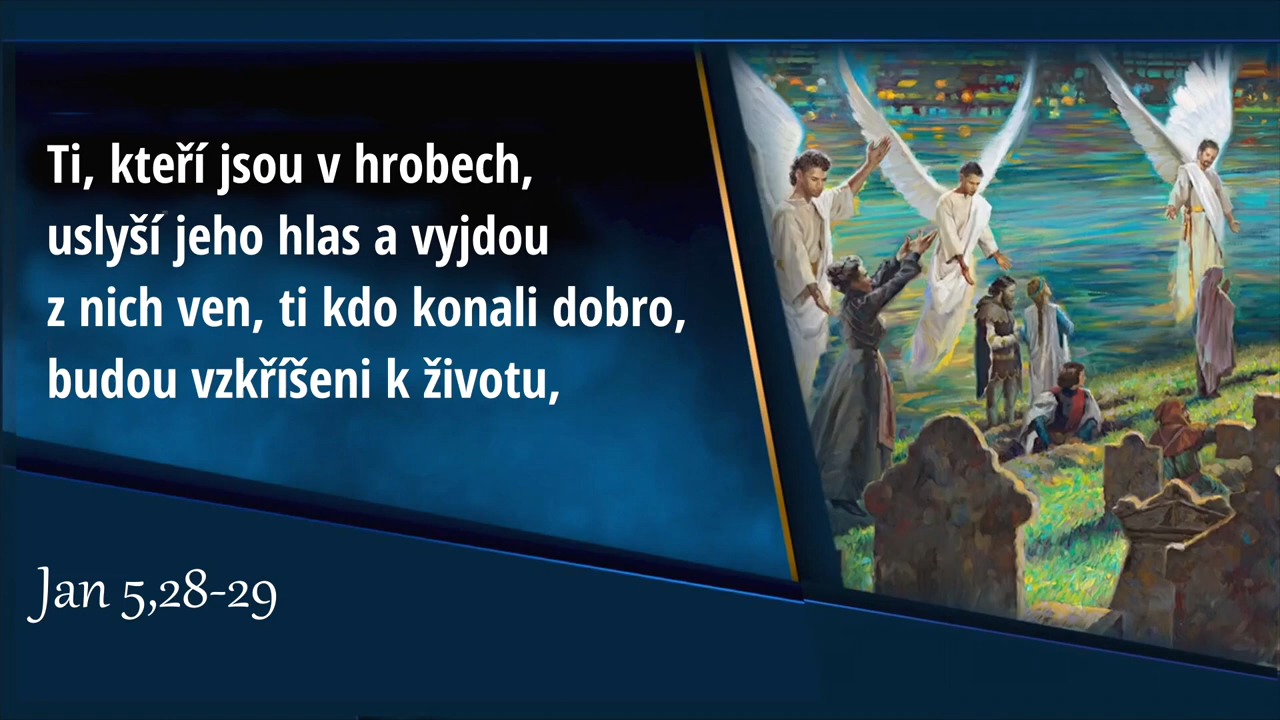 Ti, kteří jsou v hrobech,
uslyší jeho hlas a vyjdou
z nich ven, ti kdo konali dobro,
budou vzkříšeni k životu,
Jan 5,28-29